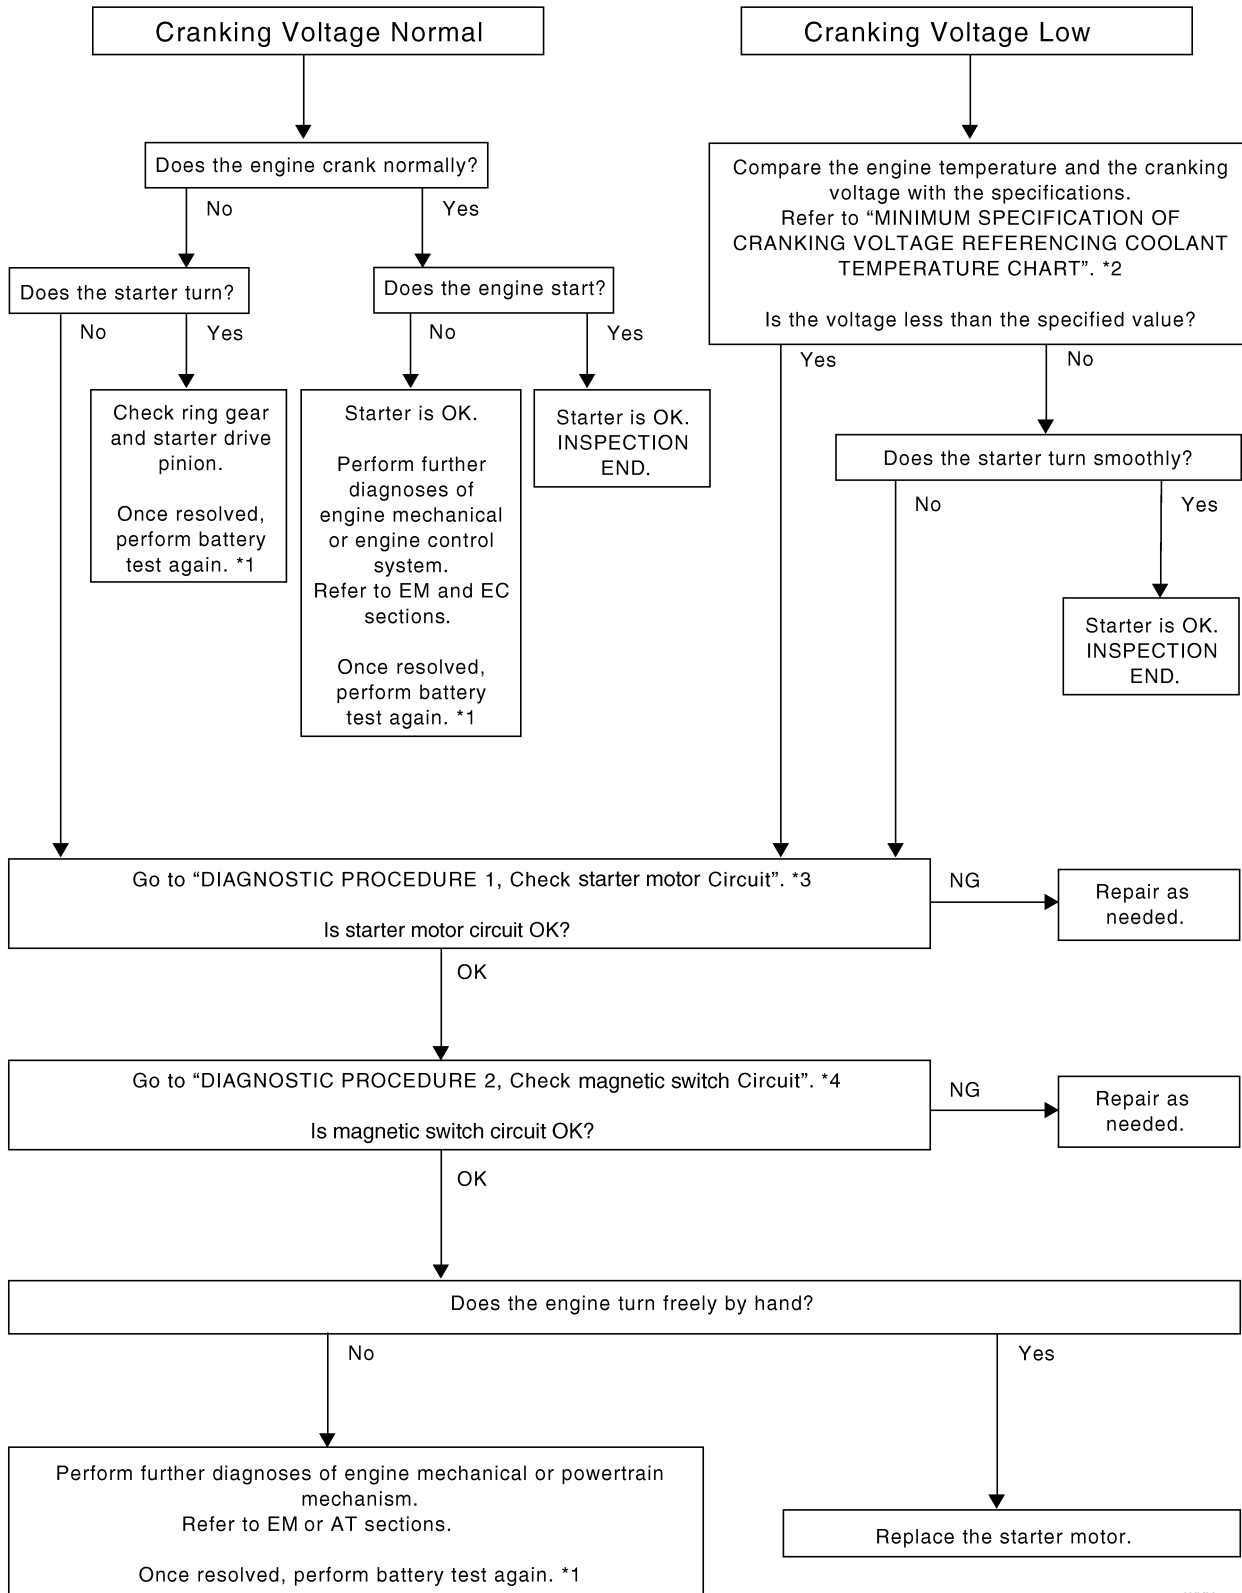 Cranking Voltage Normal
Cranking Voltage Low
Does the engine crank normally?
No
Yes
Compare the engine temperature and the cranking
voltage with the specifications.
Refer to “MINIMUM SPECIFICATION OF
CRANKING VOLTAGE REFERENCING COOLANT
TEMPERATURE CHART”. *2
Is the voltage less than the specified value?
Does the starter turn?
Does the engine start?
No
Yes
No
Yes
Yes
No
Check ring gear
and starter drive
pinion.
Once resolved,
perform battery
test again. *1
Starter is OK.
Perform further
diagnoses of
engine mechanical
or engine control
system.
Refer to EM and EC
sections.
Once resolved,
perform battery
test again. *1
Starter is OK.
INSPECTION
END.
Does the starter turn smoothly?
No
Yes
Starter is OK.
INSPECTION
END.
Go to “DIAGNOSTIC PROCEDURE 1, Check starter motor Circuit”. *3
Is starter motor circuit OK?
NG
Repair as
needed.
OK
Go to “DIAGNOSTIC PROCEDURE 2, Check magnetic switch Circuit”. *4
Is magnetic switch circuit OK?
NG
Repair as
needed.
OK
Does the engine turn freely by hand?
No
Yes
Perform further diagnoses of engine mechanical or powertrain
mechanism.
Refer to EM or AT sections.
Once resolved, perform battery test again. *1
Replace the starter motor.